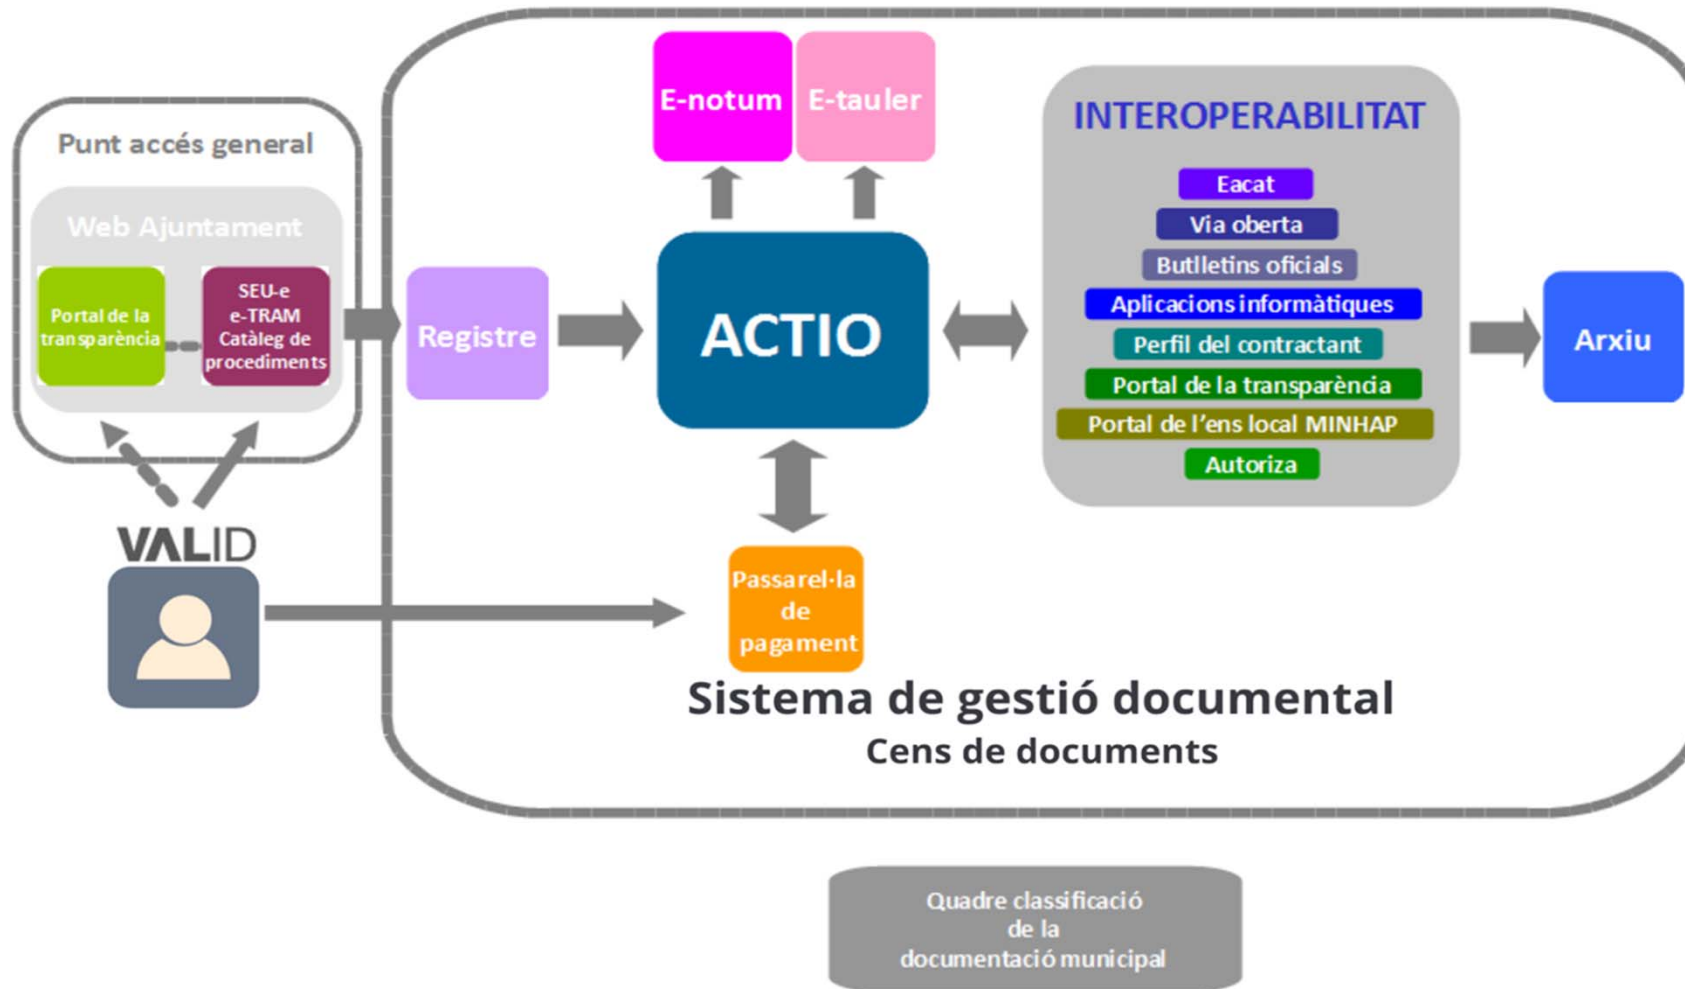 Punt accés general
Web Ajuntament
Portal de la
transparència
SEU-e
e-TRAM
Catàleg de
procediments
VALID
Registre
E-notum
E-tauler
ACTIO
Passarel·la
de
pagament
INTEROPERABILITAT
Eacat
Via oberta
Butlletins oficials
Aplicacions informàtiques
Perfil del contractant
Portal de la transparència
Portal de l'ens local MINHAP
Autoriza
Arxiu
Sistema de gestió documental
Cens de documents
Quadre classificació
de la
documentació municipal